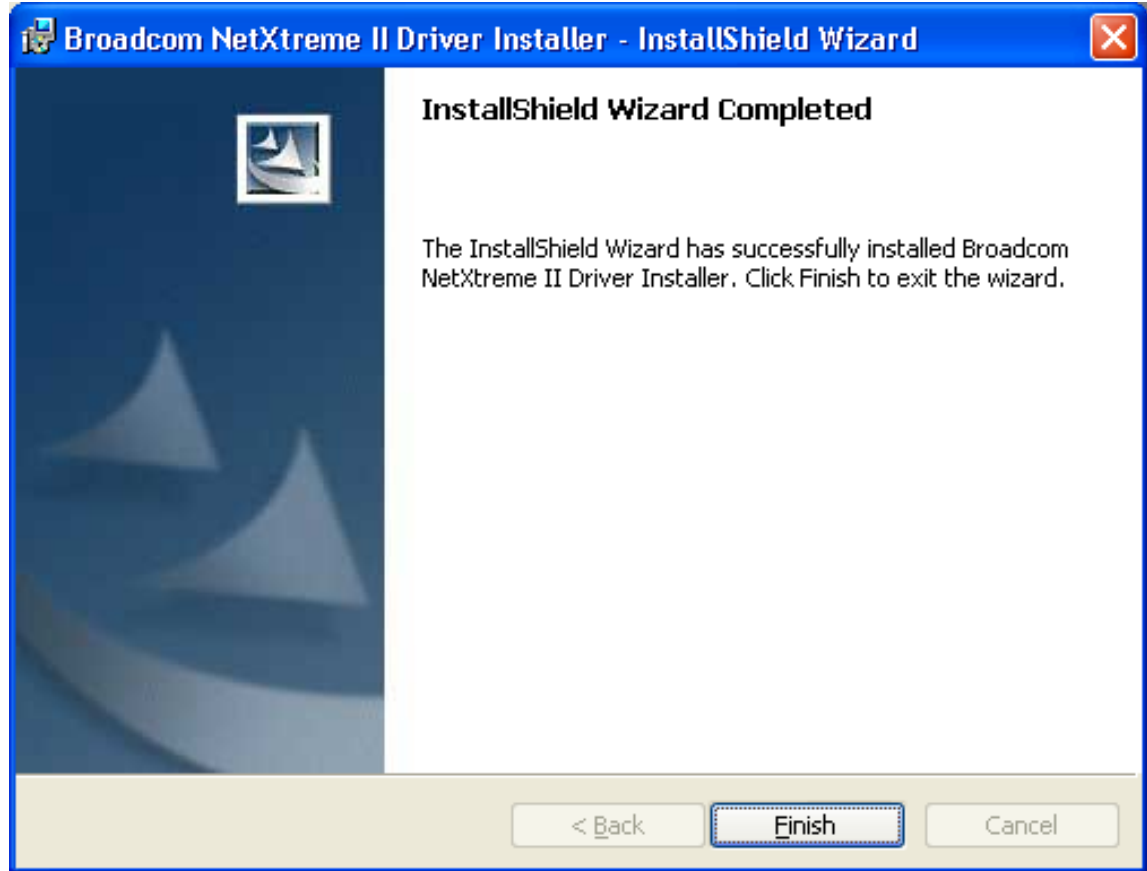 Broadcom NetXtreme II Driver Installer - InstallShield Wizard
InstallShield Wizard Completed
The InstallShield Wizard has successfully installed Broadcom
NetXtreme II Driver Installer. Click Finish to exit the wizard.
< Back
Finish
Cancel